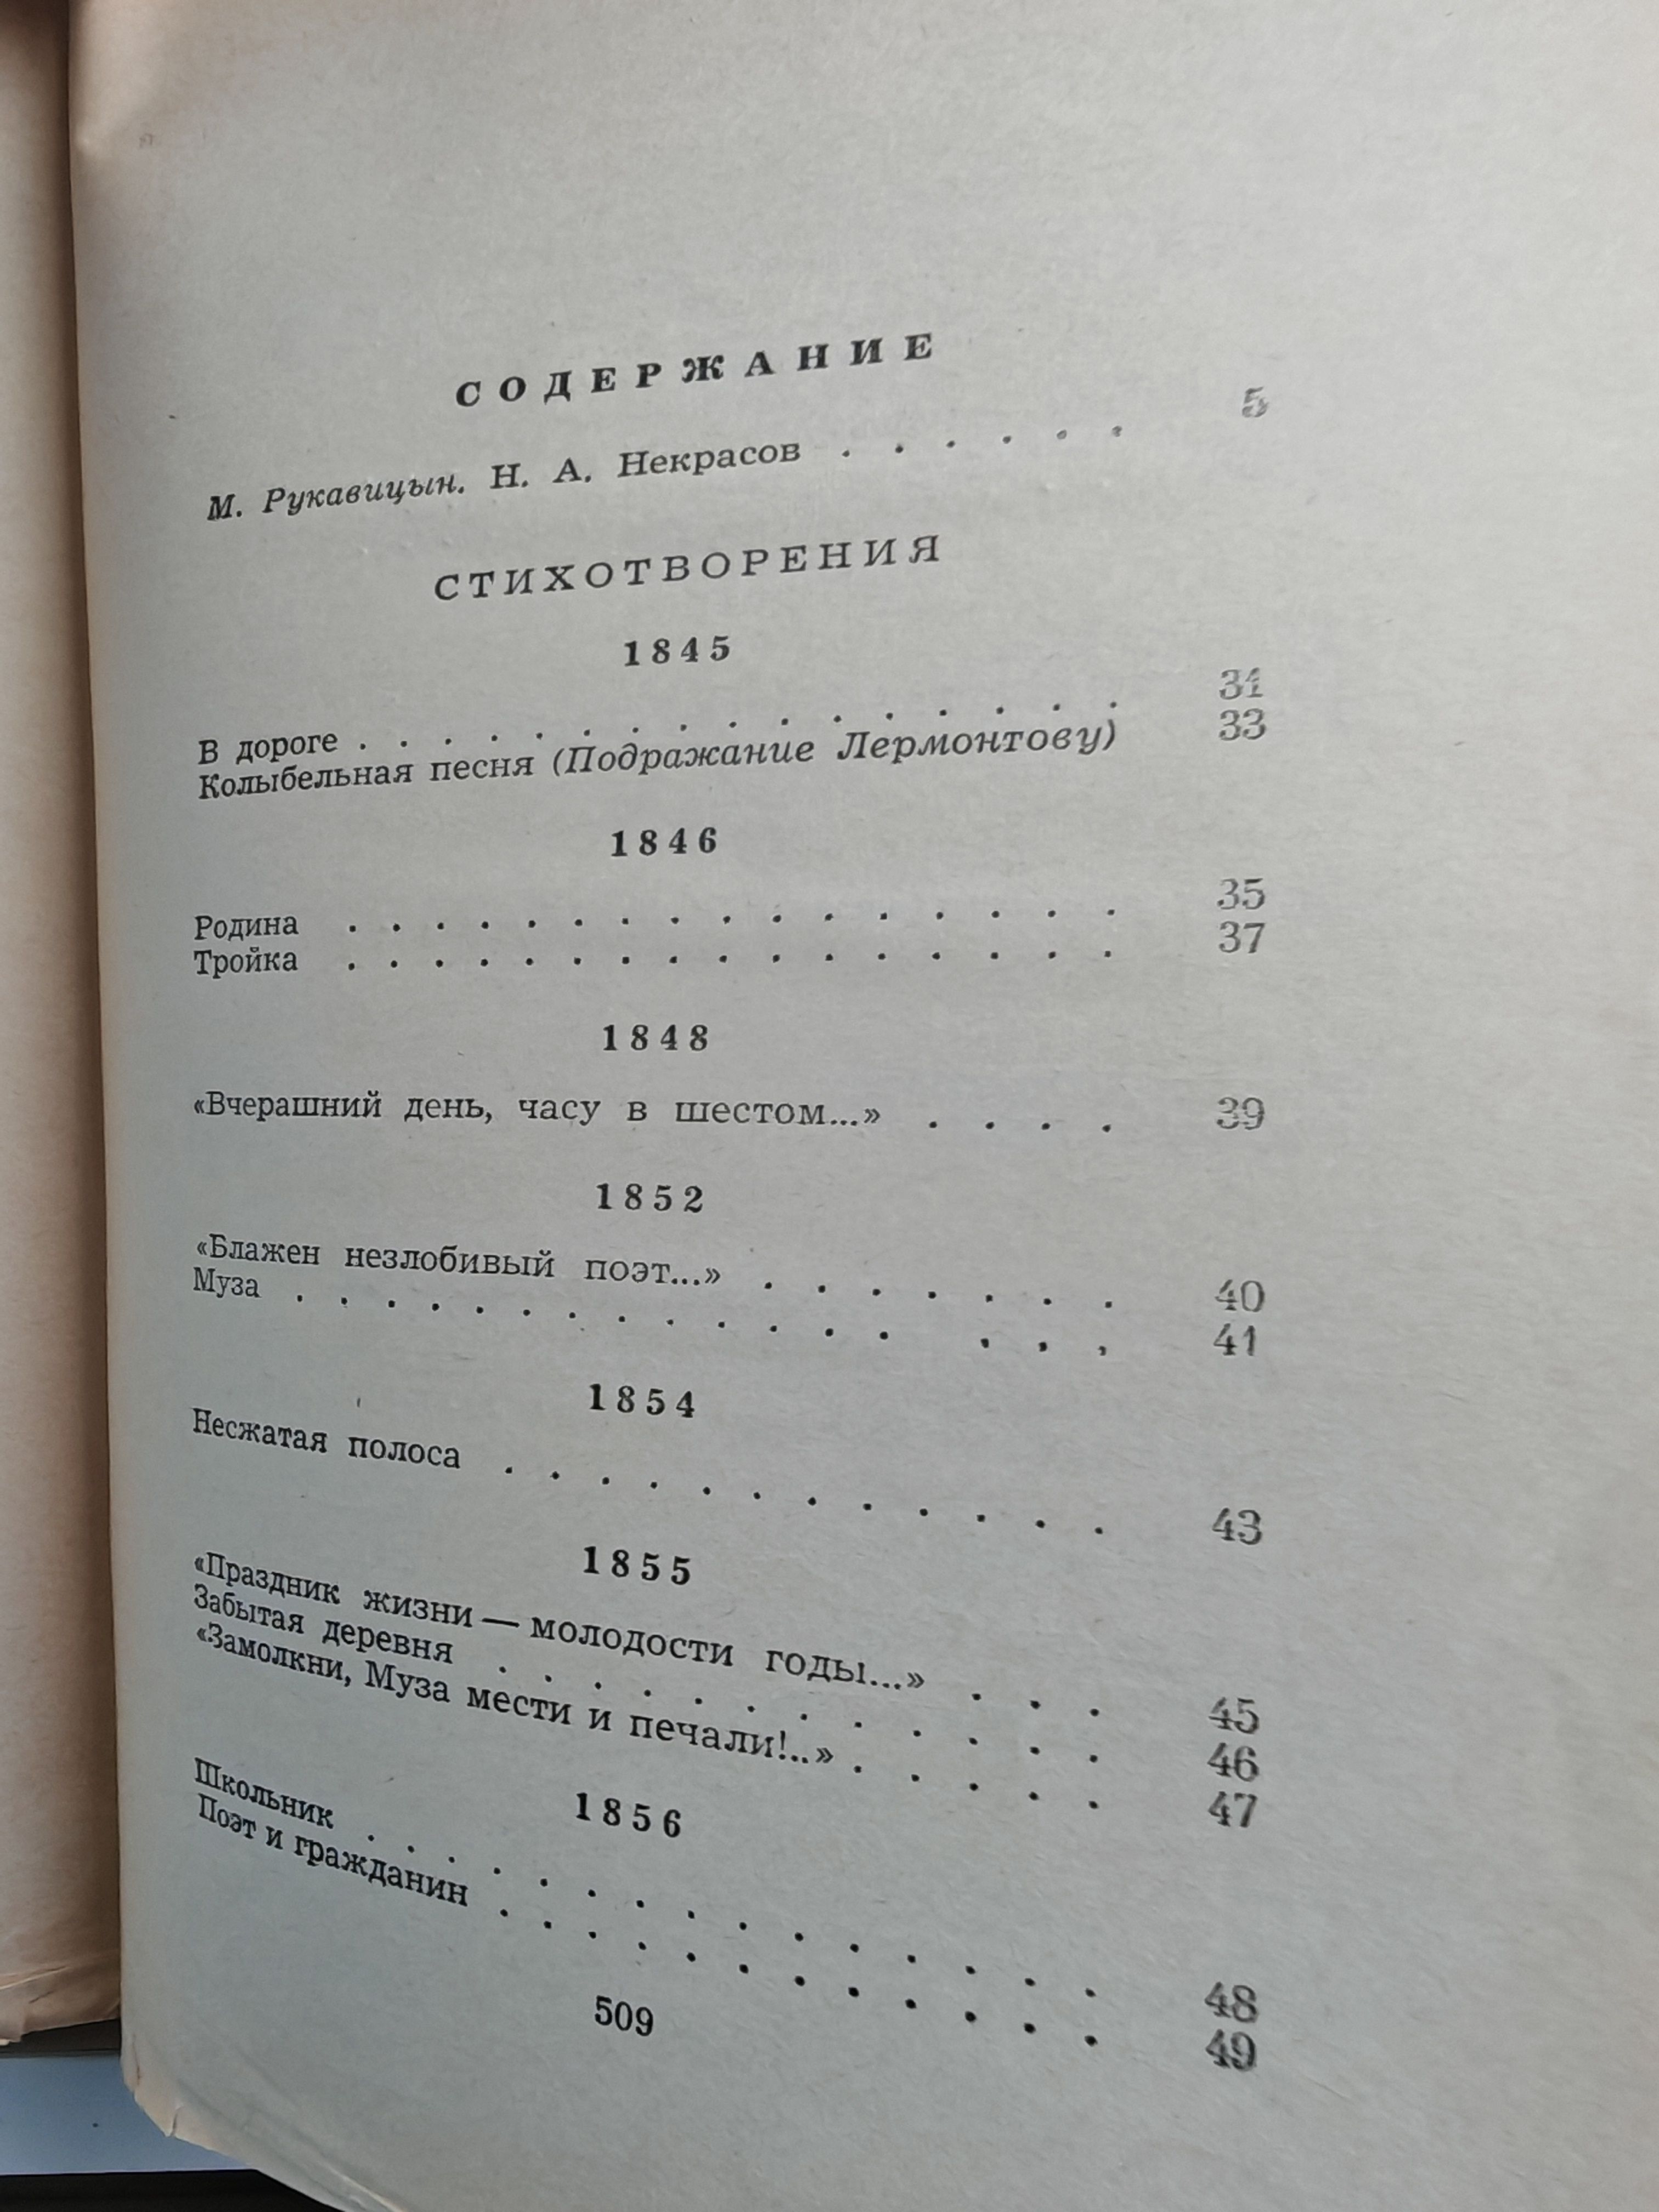 СОДЕРЖАНИЕ
М. Рукавицын. Н. А. Некрасов . . . . . . 5
СТИХОТВОРЕНИЯ
1845
В дороге . . . . . . . . . . . . . . . 31
Колыбельная песня (Подражание Лермонтову) 33
1846
Родина . . . . . . . . . . . . . . . . 35
Тройка . . . . . . . . . . . . . . . . 37
1848
«Вчерашний день, часу в шестом...» . . . . 39
1852
«Блажен незлобивый поэт...» . . . . . . . 40
Муза . . . . . . . . . . . . . . . . 41
1854
Несжатая полоса . . . . . . . . . . . . 43
1855
«Праздник жизни — молодости годы...» . . . 45
Забытая деревня . . . . . . . . . . . . 46
«Замолкни, Муза мести и печали!..» . . . . . 47
1856
Школьник . . . . . . . . . . . . . . . 48
Поэт и гражданин . . . . . . . . . . . . 49
509